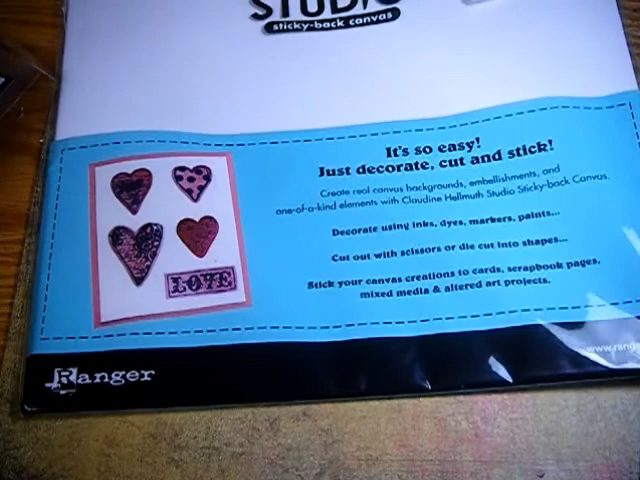 STUDIO
sticky-back canvas
It's so easy!
Just decorate, cut and stick!
Create real canvas backgrounds, embellishments, and
one-of-a-kind elements with Claudine Hellmuth Studio Sticky-back Canvas.
Decorate using inks, dyes, markers, paints...
Cut out with scissors or die cut into shapes...
Stick your canvas creations to cards, scrapbook pages,
mixed media & altered art projects.
LOVE
Ranger
www.range